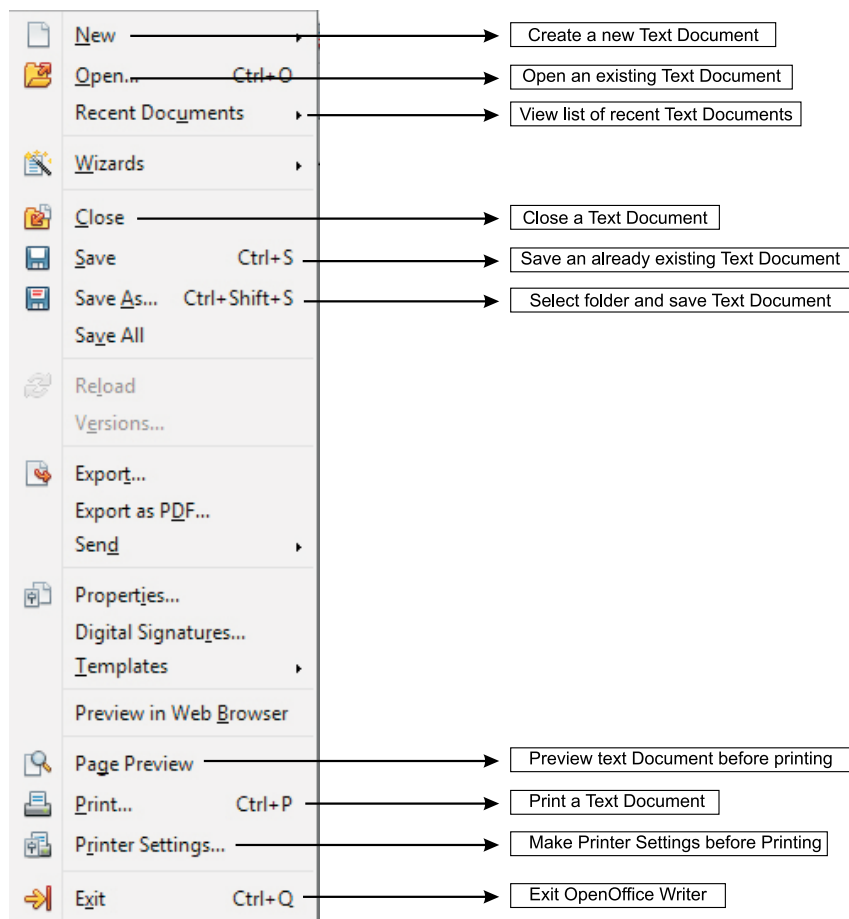 New Create a new Text Document
Open... Ctrl+O Open an existing Text Document
Recent Documents View list of recent Text Documents
Wizards
Close Close a Text Document
Save Ctrl+S Save an already existing Text Document
Save As... Ctrl+Shift+S Select folder and save Text Document
Save All
Reload
Versions...
Export...
Export as PDF...
Send
Properties...
Digital Signatures...
Templates
Preview in Web Browser
Page Preview Preview text Document before printing
Print... Ctrl+P Print a Text Document
Printer Settings... Make Printer Settings before Printing
Exit Ctrl+Q Exit OpenOffice Writer